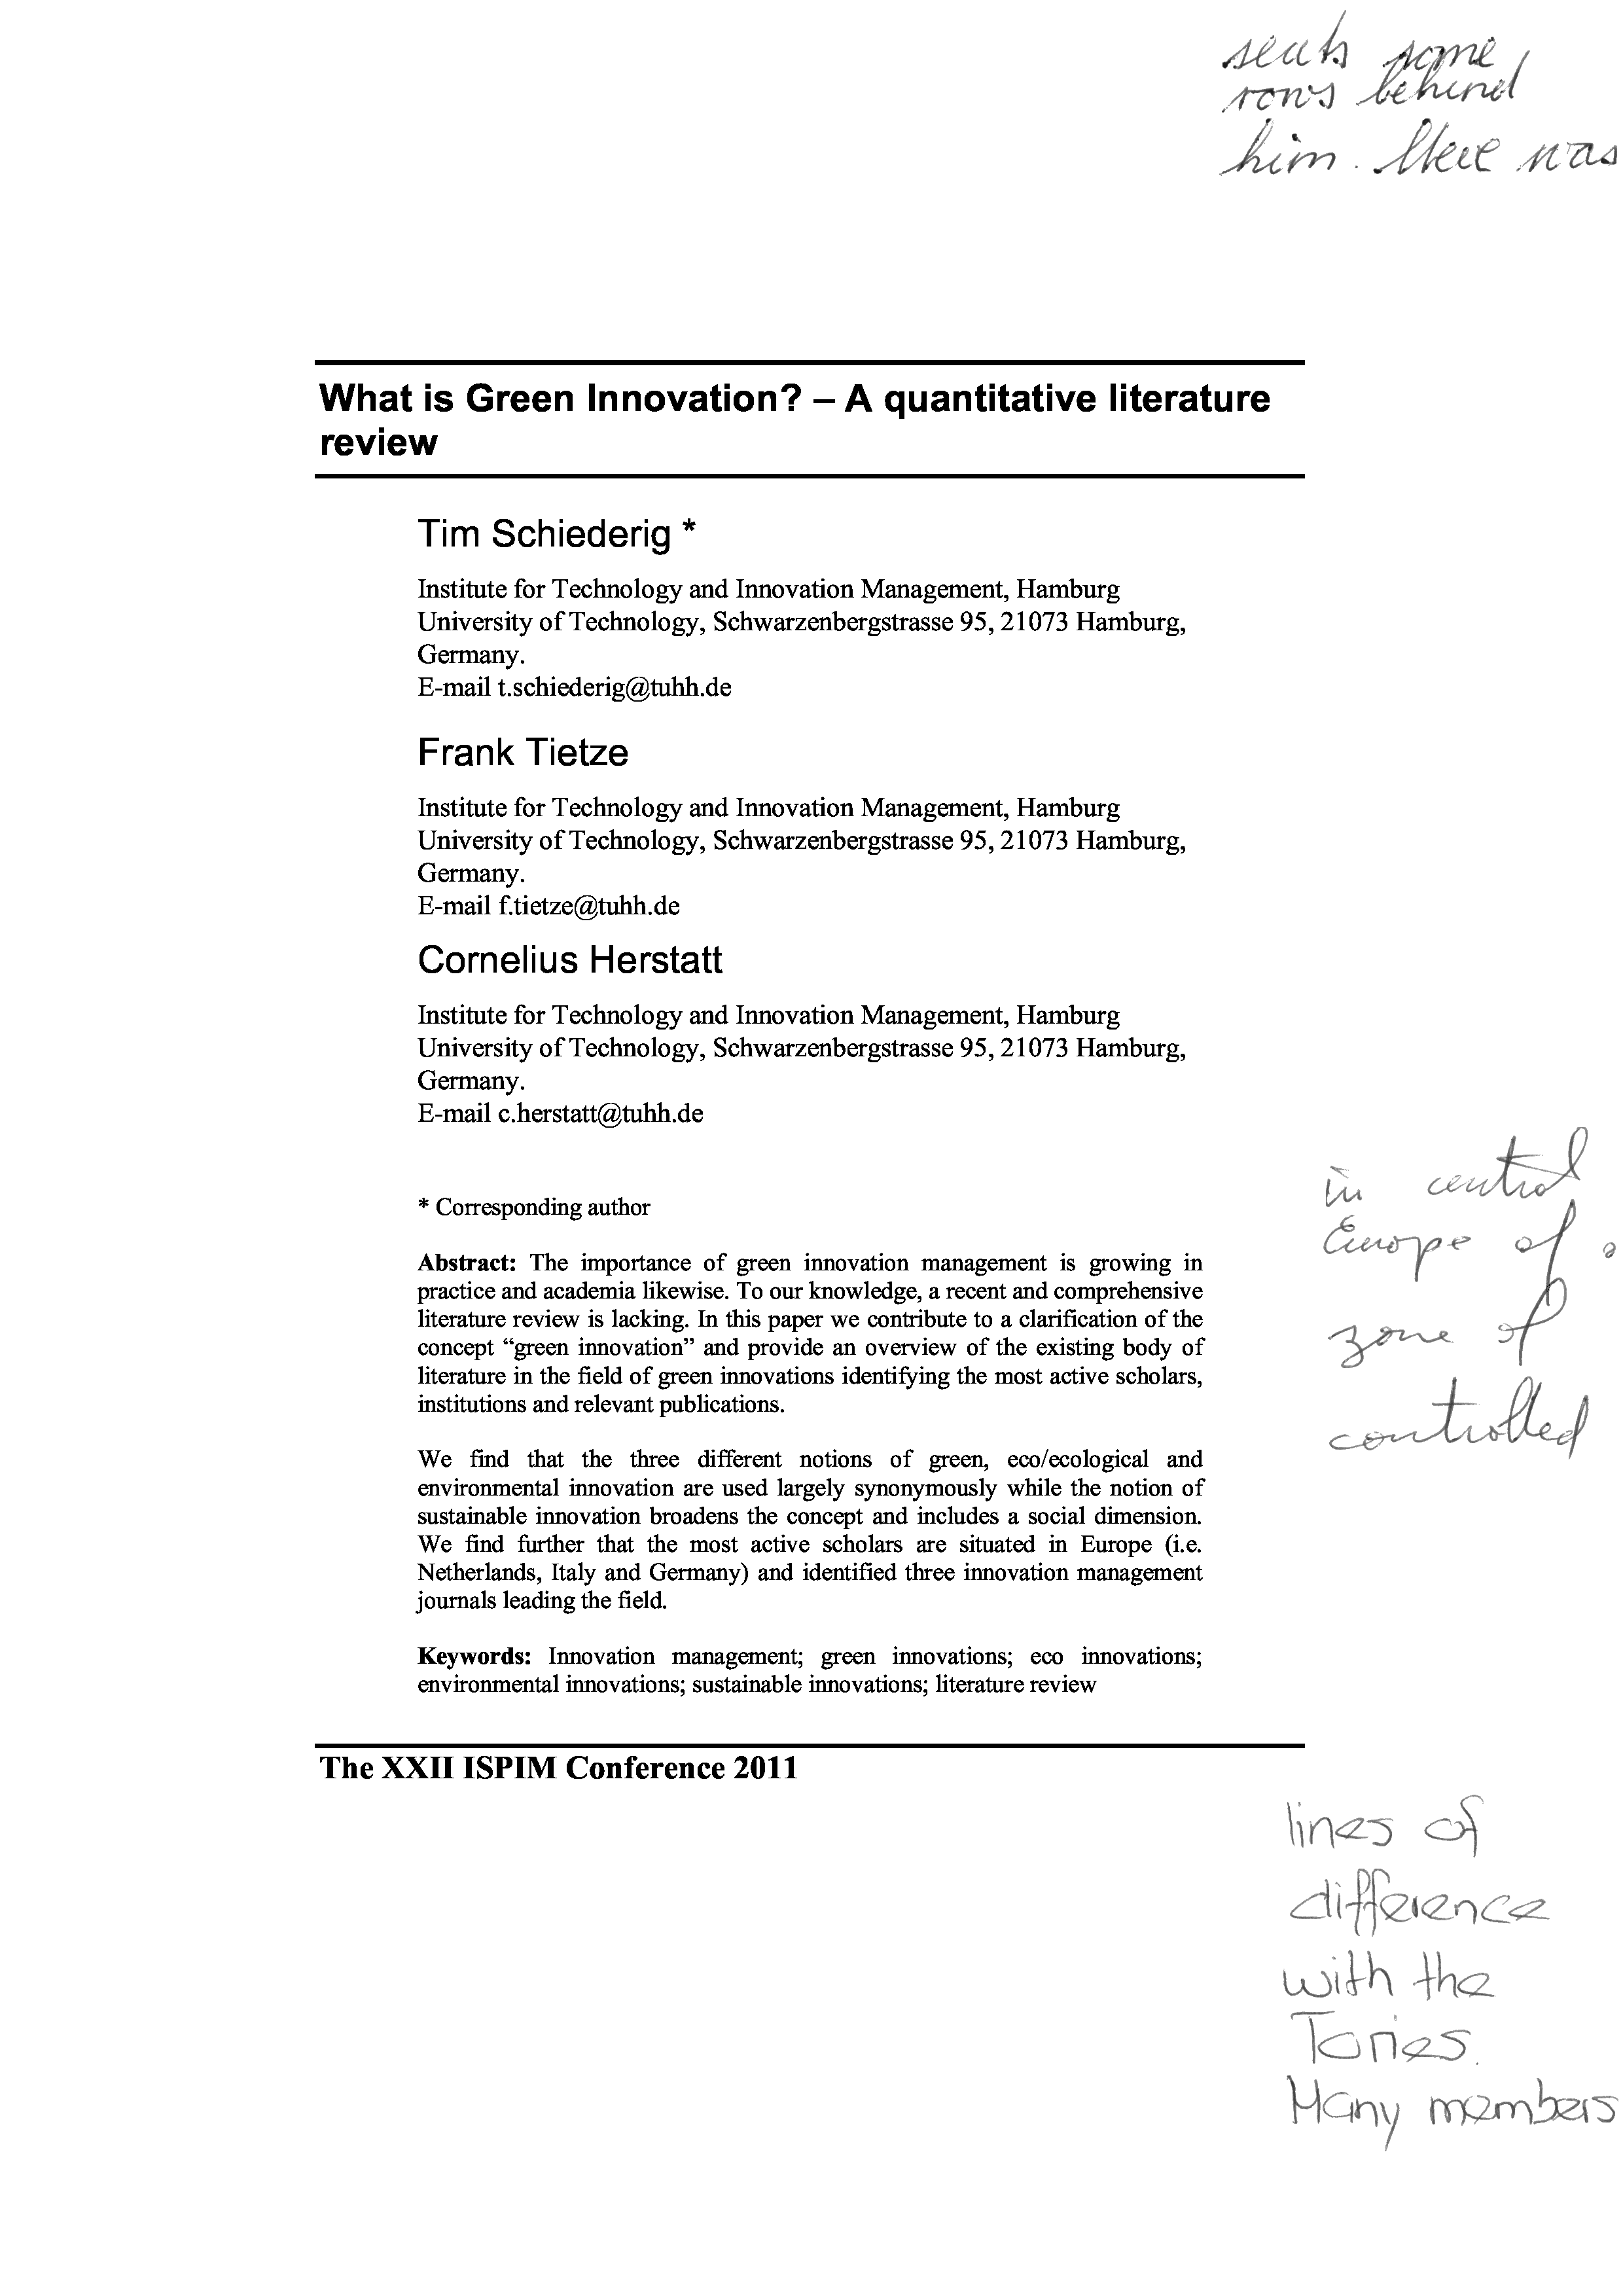 seats some
rows behind
him. There was
What is Green Innovation? – A quantitative literature
review
Tim Schiederig *
Institute for Technology and Innovation Management, Hamburg
University of Technology, Schwarzenbergstrasse 95, 21073 Hamburg,
Germany.
E-mail t.schiederig@tuhh.de
Frank Tietze
Institute for Technology and Innovation Management, Hamburg
University of Technology, Schwarzenbergstrasse 95, 21073 Hamburg,
Germany.
E-mail f.tietze@tuhh.de
Cornelius Herstatt
Institute for Technology and Innovation Management, Hamburg
University of Technology, Schwarzenbergstrasse 95, 21073 Hamburg,
Germany.
E-mail c.herstatt@tuhh.de
* Corresponding author
Abstract: The importance of green innovation management is growing in
practice and academia likewise. To our knowledge, a recent and comprehensive
literature review is lacking. In this paper we contribute to a clarification of the
concept “green innovation” and provide an overview of the existing body of
literature in the field of green innovations identifying the most active scholars,
institutions and relevant publications.
in central
Europe of a
zone of
controlled
We find that the three different notions of green, eco/ecological and
environmental innovation are used largely synonymously while the notion of
sustainable innovation broadens the concept and includes a social dimension.
We find further that the most active scholars are situated in Europe (i.e.
Netherlands, Italy and Germany) and identified three innovation management
journals leading the field.
Keywords: Innovation management; green innovations; eco innovations;
environmental innovations; sustainable innovations; literature review
The XXII ISPIM Conference 2011
lines of
difference
with the
Tories.
Many members